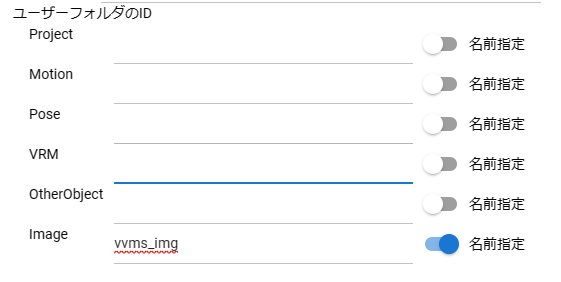 ユーザーフォルダのID
Project 名前指定
Motion 名前指定
Pose 名前指定
VRM 名前指定
OtherObject 名前指定
Image vvms_img 名前指定